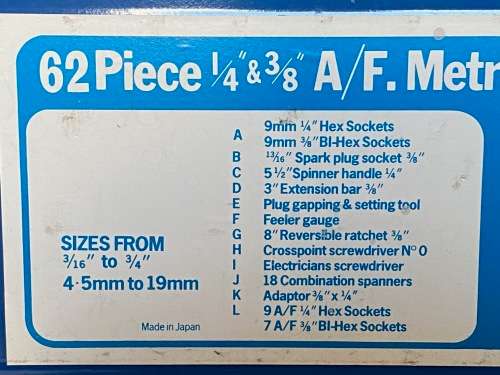 62 Piece 1/4" & 3/8" A/F. Metr
A 9mm ¼" Hex Sockets
9mm ⅜" BI-Hex Sockets
B 13/16" Spark plug socket ⅜"
C 5½" Spinner handle ¼"
D 3" Extension bar ⅜"
E Plug gapping & setting tool
F Feeler gauge
G 8" Reversible ratchet ⅜"
H Crosspoint screwdriver Nº 0
I Electricians screwdriver
J 18 Combination spanners
K Adaptor ⅜" x ¼"
L 9 A/F ¼" Hex Sockets
7 A/F ⅜" BI-Hex Sockets
SIZES FROM
3/16" to ¾"
4·5mm to 19mm
Made in Japan